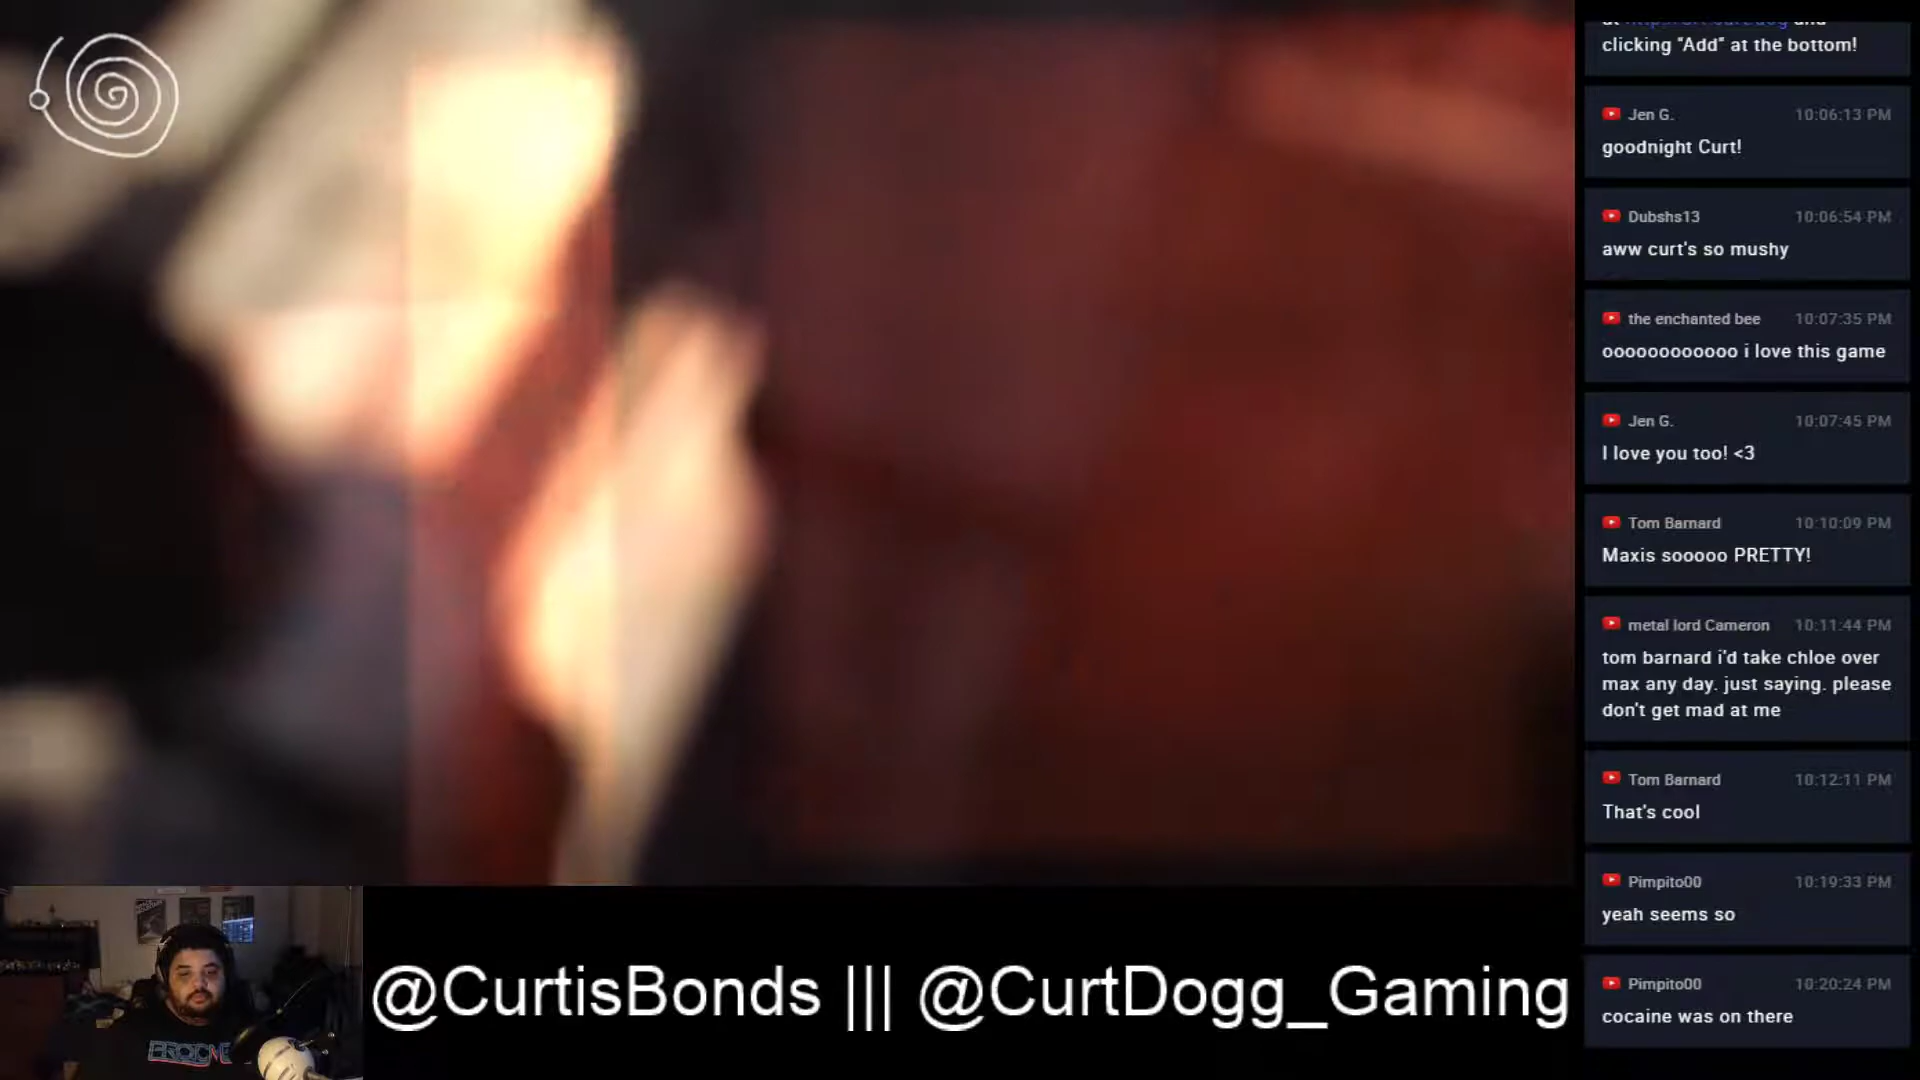 clicking "Add" at the bottom!
Jen G. 10:06:13 PM
goodnight Curt!
Dubshs13 10:06:54 PM
aww curt's so mushy
the enchanted bee 10:07:35 PM
oooooooooooo i love this game
Jen G. 10:07:45 PM
I love you too! <3
Tom Barnard 10:10:09 PM
Maxis sooooo PRETTY!
metal lord Cameron 10:11:44 PM
tom barnard i'd take chloe over
max any day. just saying. please
don't get mad at me
Tom Barnard 10:12:11 PM
That's cool
Pimpito00 10:19:33 PM
yeah seems so
Pimpito00 10:20:24 PM
cocaine was on there
@CurtisBonds ||| @CurtDogg_Gaming